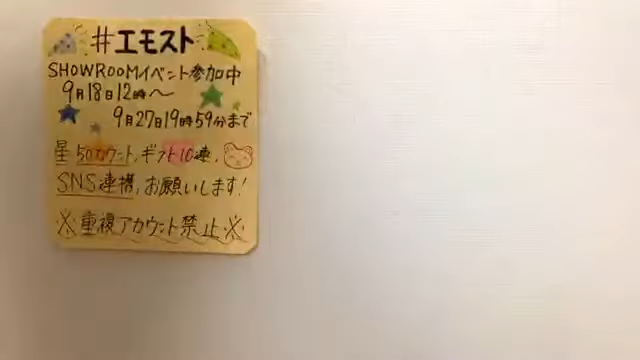 #エモスト
SHOWROOMイベント参加中
9月18日12時〜
9月27日19時59分まで
星 50カウント、ギフト10連、
SNS連携、お願いします!
※重複アカウント禁止※